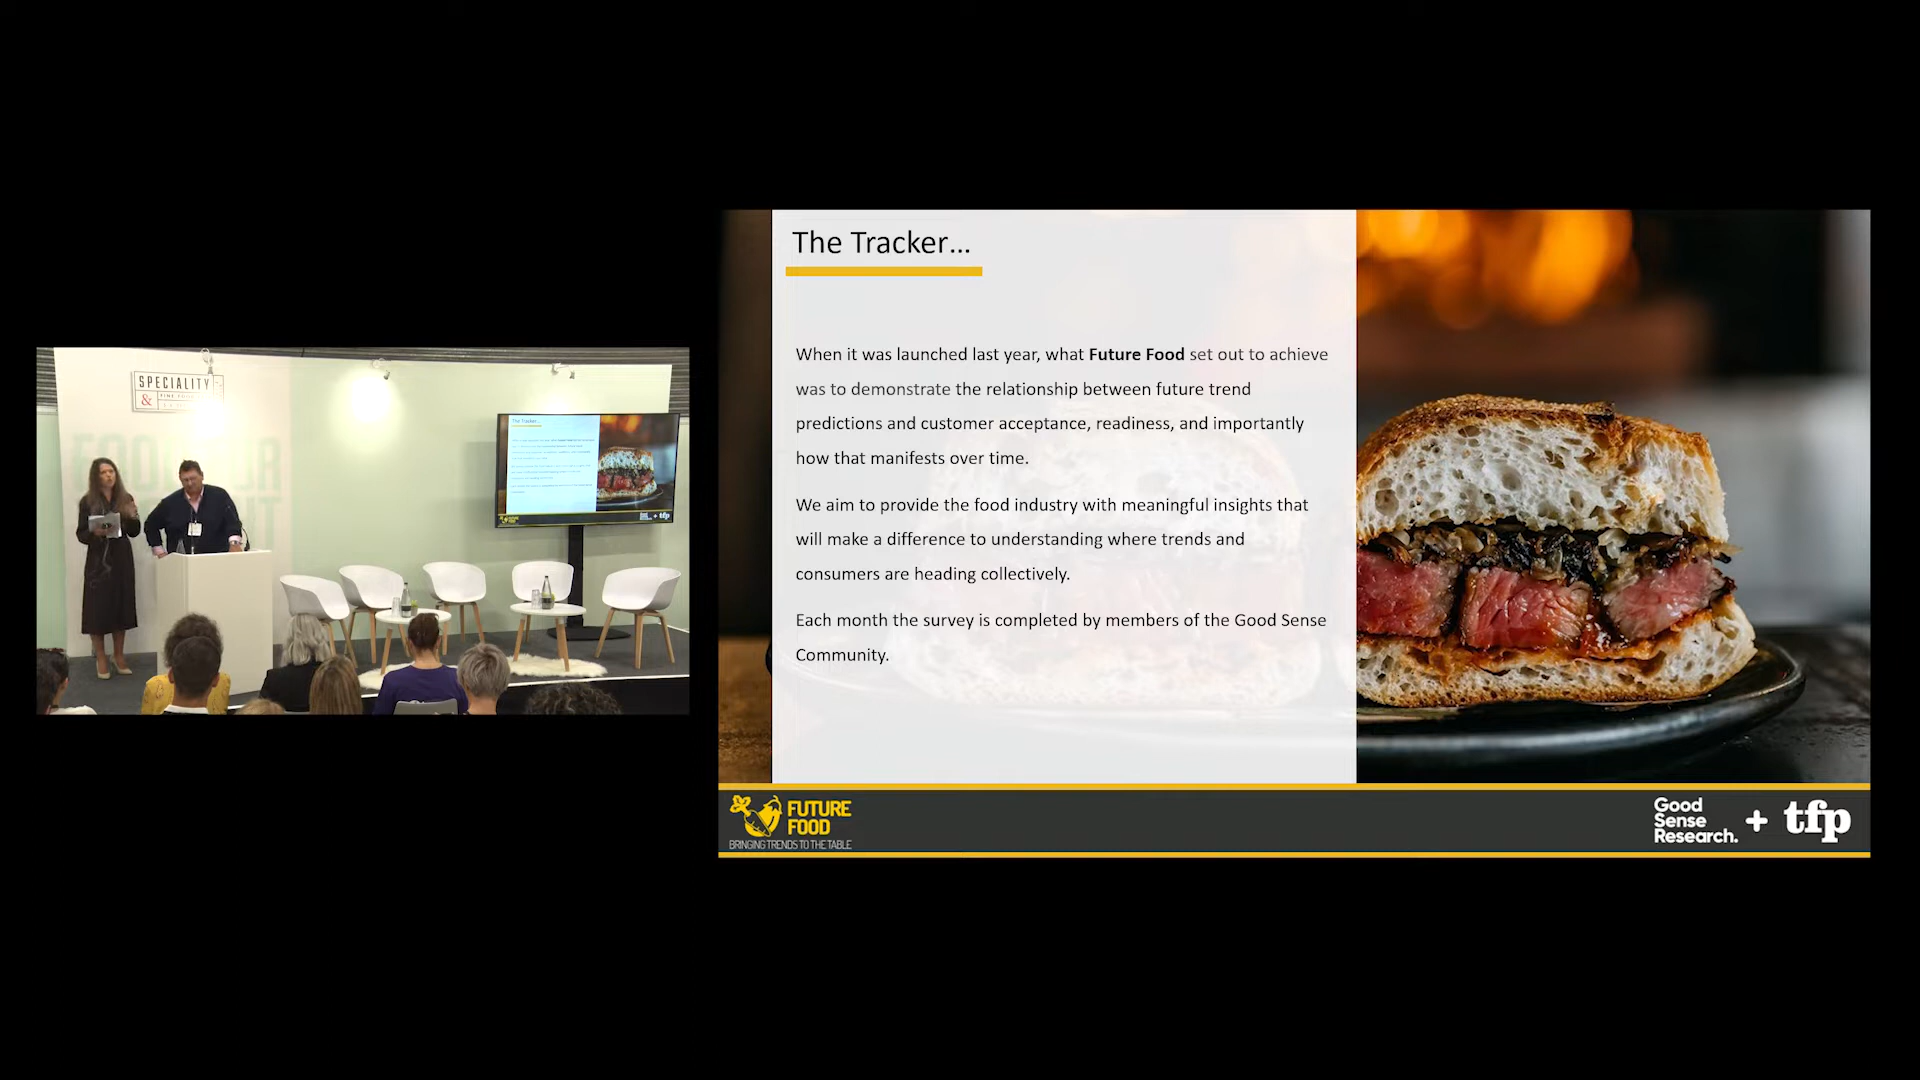 SPECIALITY
&
The Tracker...
When it was launched last year, what Future Food set out to achieve
was to demonstrate the relationship between future trend
predictions and customer acceptance, readiness, and importantly
how that manifests over time.
We aim to provide the food industry with meaningful insights that
will make a difference to understanding where trends and
consumers are heading collectively.
Each month the survey is completed by members of the Good Sense
Community.
FUTURE
FOOD
BRINGING TRENDS TO THE TABLE
Good
Sense
Research.
+ tfp